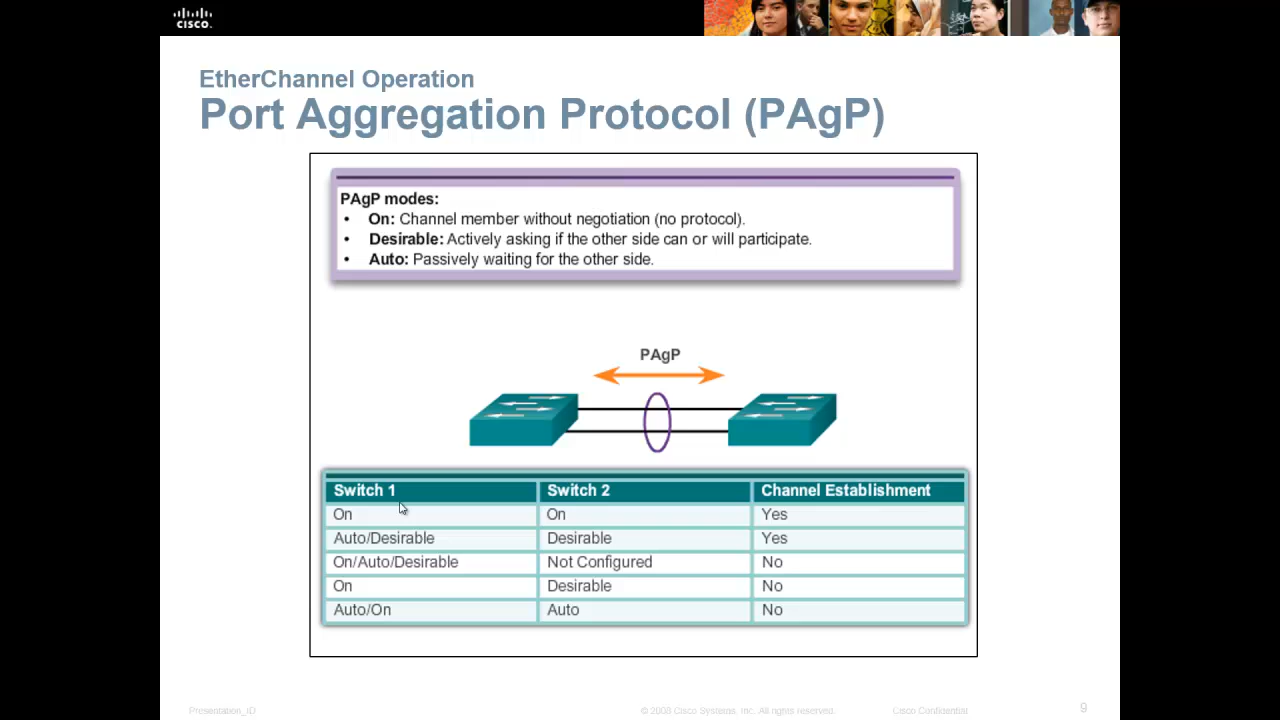 CISCO.
EtherChannel Operation
Port Aggregation Protocol (PAgP)
PAgP modes:
• On: Channel member without negotiation (no protocol).
• Desirable: Actively asking if the other side can or will participate.
• Auto: Passively waiting for the other side.
PAgP
Switch 1 Switch 2 Channel Establishment
On On Yes
Auto/Desirable Desirable Yes
On/Auto/Desirable Not Configured No
On Desirable No
Auto/On Auto No
Presentation_ID © 2008 Cisco Systems, Inc. All rights reserved. Cisco Confidential 9